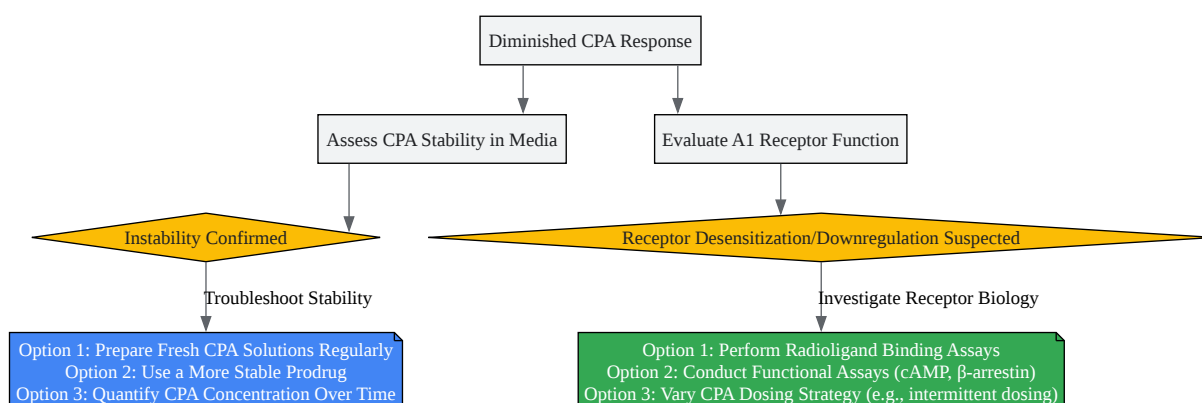 Diminished CPA Response
Assess CPA Stability in Media
Evaluate A1 Receptor Function
Instability Confirmed
Receptor Desensitization/Downregulation Suspected
Troubleshoot Stability
Investigate Receptor Biology
Option 1: Prepare Fresh CPA Solutions Regularly
Option 2: Use a More Stable Prodrug
Option 3: Quantify CPA Concentration Over Time
Option 1: Perform Radioligand Binding Assays
Option 2: Conduct Functional Assays (cAMP, β-arrestin)
Option 3: Vary CPA Dosing Strategy (e.g., intermittent dosing)